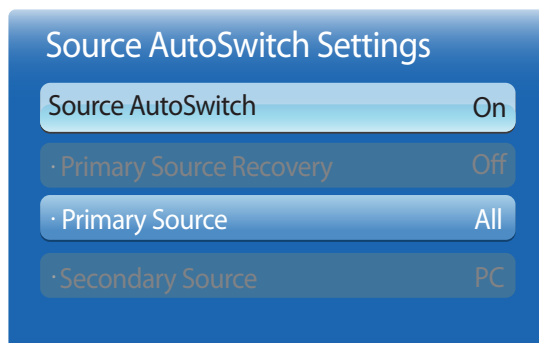 Source AutoSwitch Settings
Source AutoSwitch On
· Primary Source Recovery Off
· Primary Source All
· Secondary Source PC